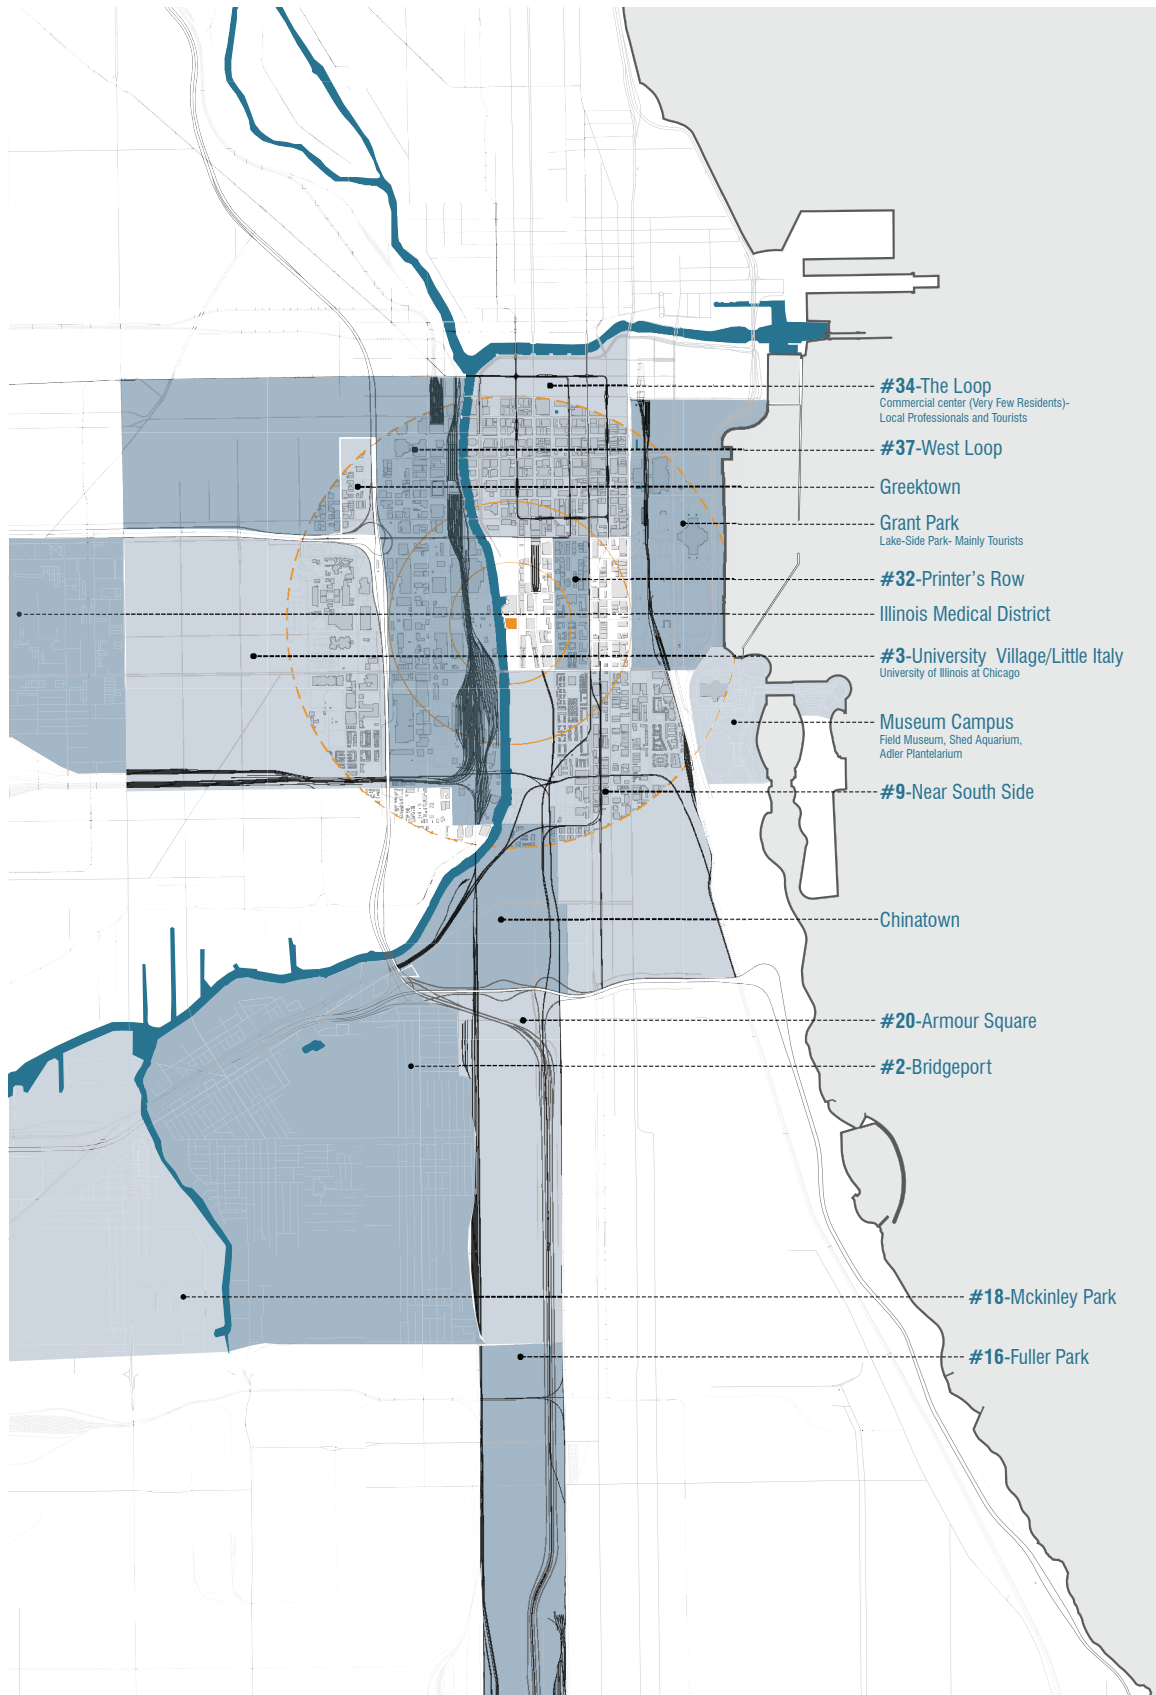 #34-The Loop
Commercial center (Very Few Residents)-
Local Professionals and Tourists
#37-West Loop
Greektown
Grant Park
Lake-Side Park- Mainly Tourists
#32-Printer's Row
Illinois Medical District
#3-University Village/Little Italy
University of Illinois at Chicago
Museum Campus
Field Museum, Shed Aquarium,
Adler Plantelarium
#9-Near South Side
Chinatown
#20-Armour Square
#2-Bridgeport
#18-Mckinley Park
#16-Fuller Park